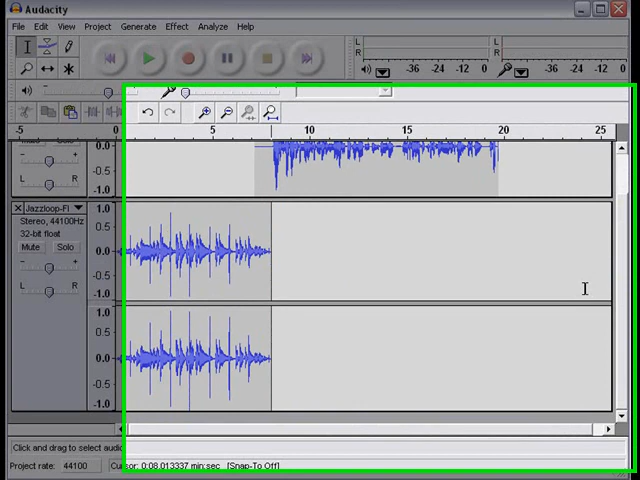 Audacity
File Edit View Project Generate Effect Analyze Help
L
R
-36 -24 -12 0
L
R
-36 -24 -12 0
-5 0 5 10 15 20 25
- +
L R
0.0
-0.5
-1.0
Jazzloop-Fl
Stereo, 44100Hz
32-bit float
Mute Solo
- +
L R
1.0
0.5
0.0
-0.5
-1.0
1.0
0.5
0.0
-0.5
-1.0
Click and drag to select audio
Project rate: 44100 Cursor: 0:08.013337 min:sec [Snap-To Off]